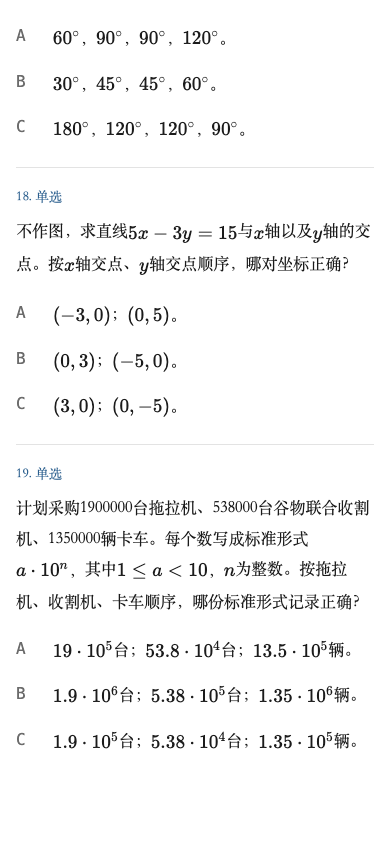 A 60°，90°，90°，120°。
B 30°，45°，45°，60°。
C 180°，120°，120°，90°。
18. 单选
不作图，求直线5x − 3y = 15与x轴以及y轴的交
点。按x轴交点、y轴交点顺序，哪对坐标正确？
A (−3, 0)；(0, 5)。
B (0, 3)；(−5, 0)。
C (3, 0)；(0, −5)。
19. 单选
计划采购1900000台拖拉机、538000台谷物联合收割
机、1350000辆卡车。每个数写成标准形式
a · 10ⁿ，其中1 ≤ a < 10，n为整数。按拖拉
机、收割机、卡车顺序，哪份标准形式记录正确？
A 19 · 10⁵台；53.8 · 10⁴台；13.5 · 10⁵辆。
B 1.9 · 10⁶台；5.38 · 10⁵台；1.35 · 10⁶辆。
C 1.9 · 10⁵台；5.38 · 10⁴台；1.35 · 10⁵辆。